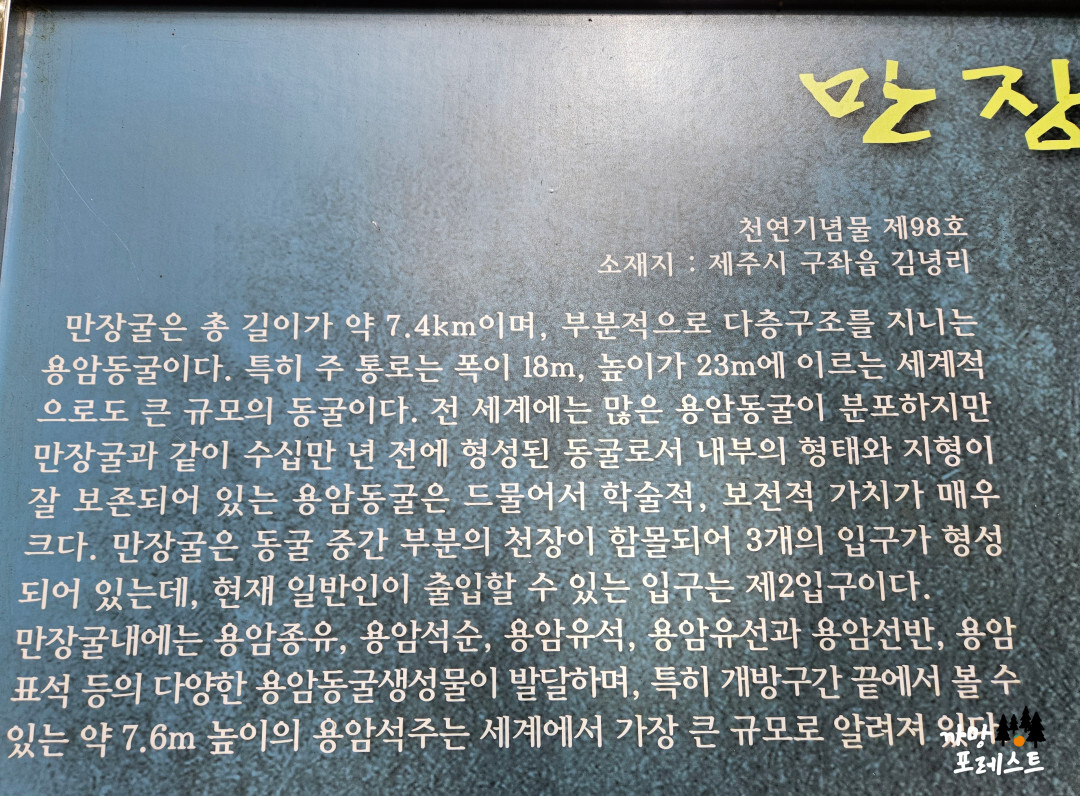 만장
천연기념물 제98호
소재지 : 제주시 구좌읍 김녕리
만장굴은 총 길이가 약 7.4km이며, 부분적으로 다층구조를 지니는
용암동굴이다. 특히 주 통로는 폭이 18m, 높이가 23m에 이르는 세계적
으로도 큰 규모의 동굴이다. 전 세계에는 많은 용암동굴이 분포하지만
만장굴과 같이 수십만 년 전에 형성된 동굴로서 내부의 형태와 지형이
잘 보존되어 있는 용암동굴은 드물어서 학술적, 보전적 가치가 매우
크다. 만장굴은 동굴 중간 부분의 천장이 함몰되어 3개의 입구가 형성
되어 있는데, 현재 일반인이 출입할 수 있는 입구는 제2입구이다.
만장굴내에는 용암종유, 용암석순, 용암유석, 용암유선과 용암선반, 용암
표석 등의 다양한 용암동굴생성물이 발달하며, 특히 개방구간 끝에서 볼 수
있는 약 7.6m 높이의 용암석주는 세계에서 가장 큰 규모로 알려져 있다
포레스트